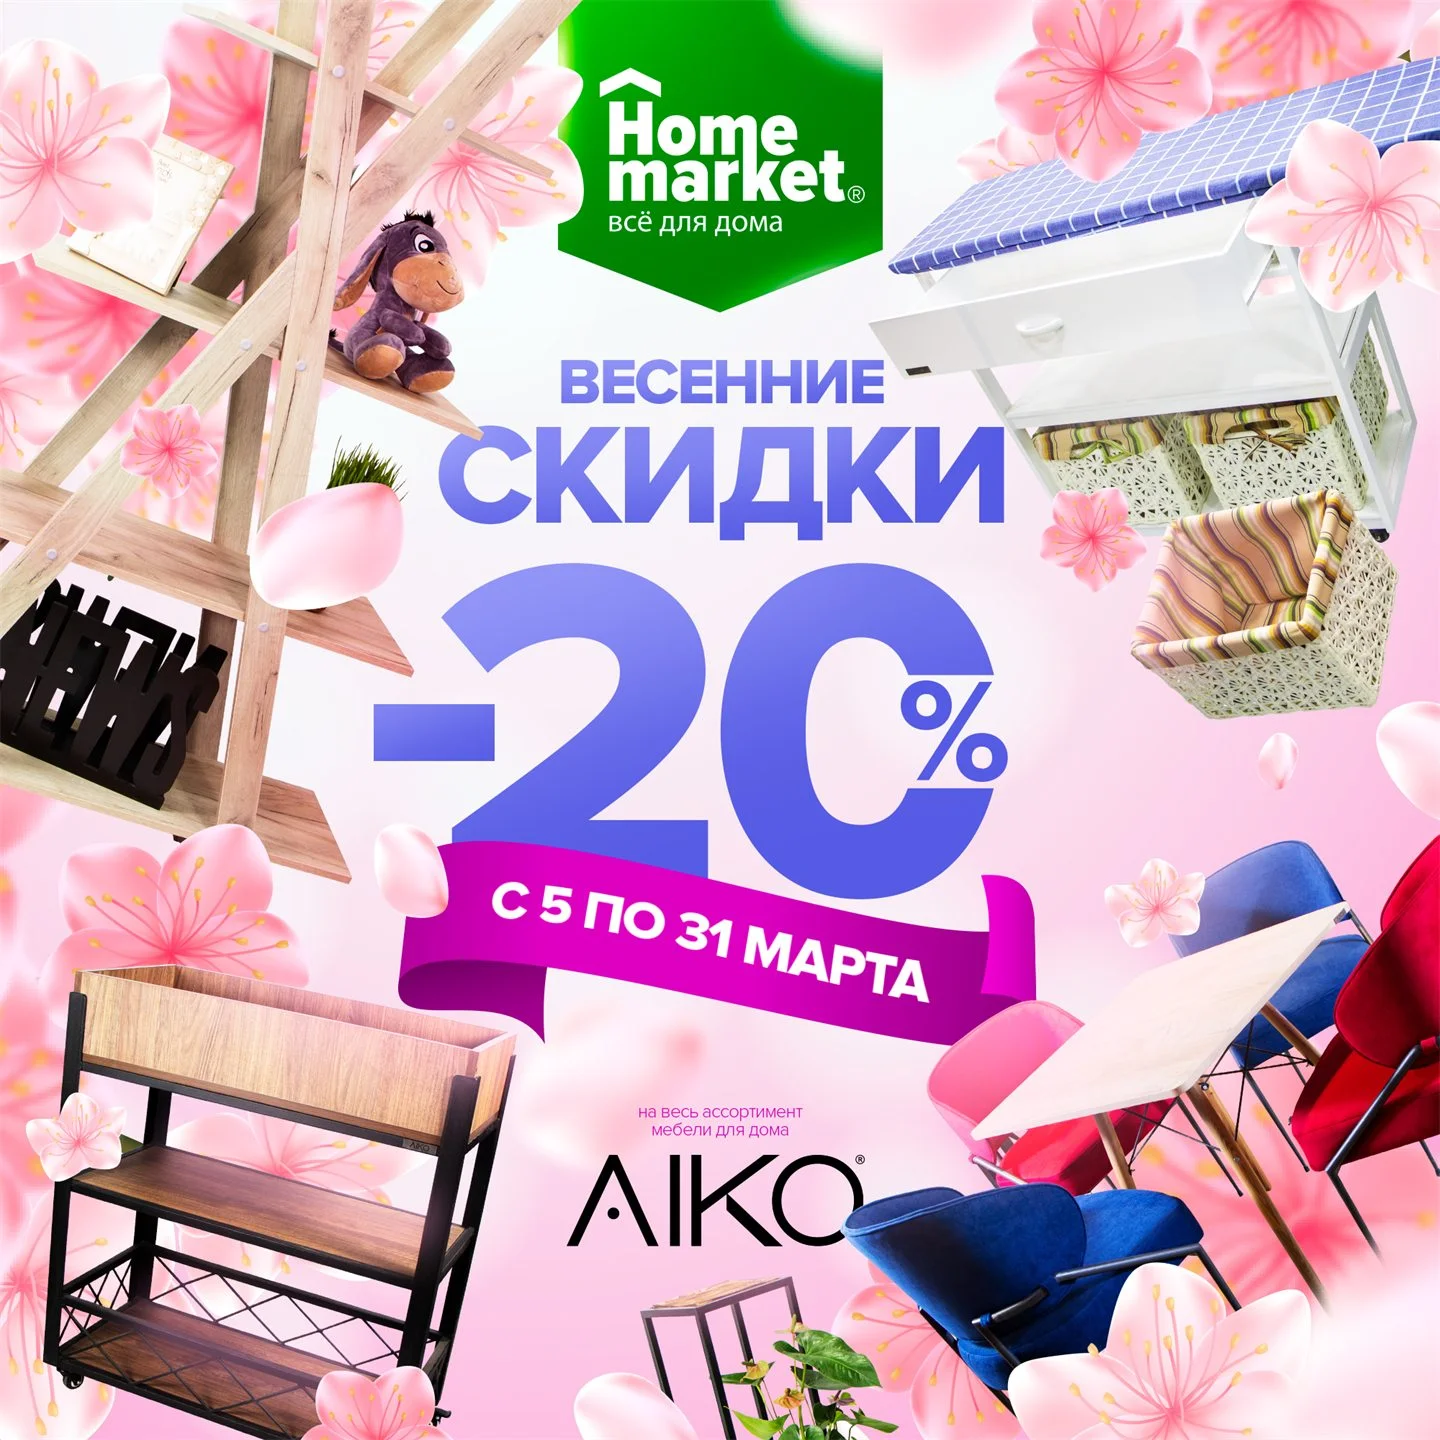 Home
market®
всё для дома
ВЕСЕННИЕ
СКИДКИ
-20%
С 5 ПО 31 МАРТА
на весь ассортимент
мебели для дома
AIKO®
AIKO